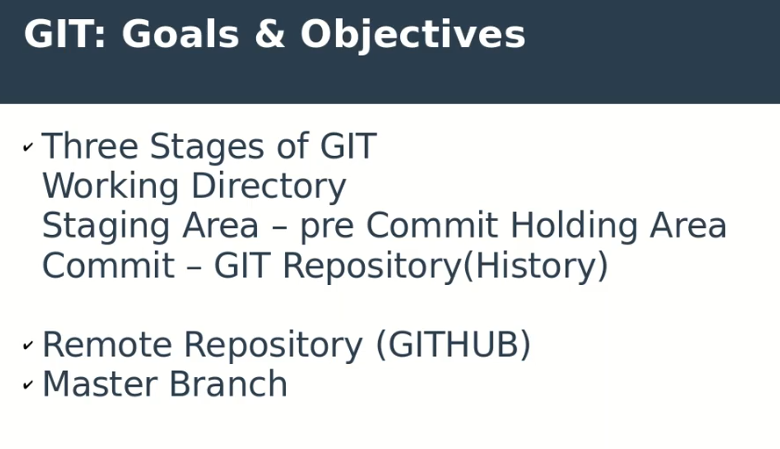 GIT: Goals & Objectives
✔ Three Stages of GIT
Working Directory
Staging Area – pre Commit Holding Area
Commit – GIT Repository(History)
✔ Remote Repository (GITHUB)
✔ Master Branch